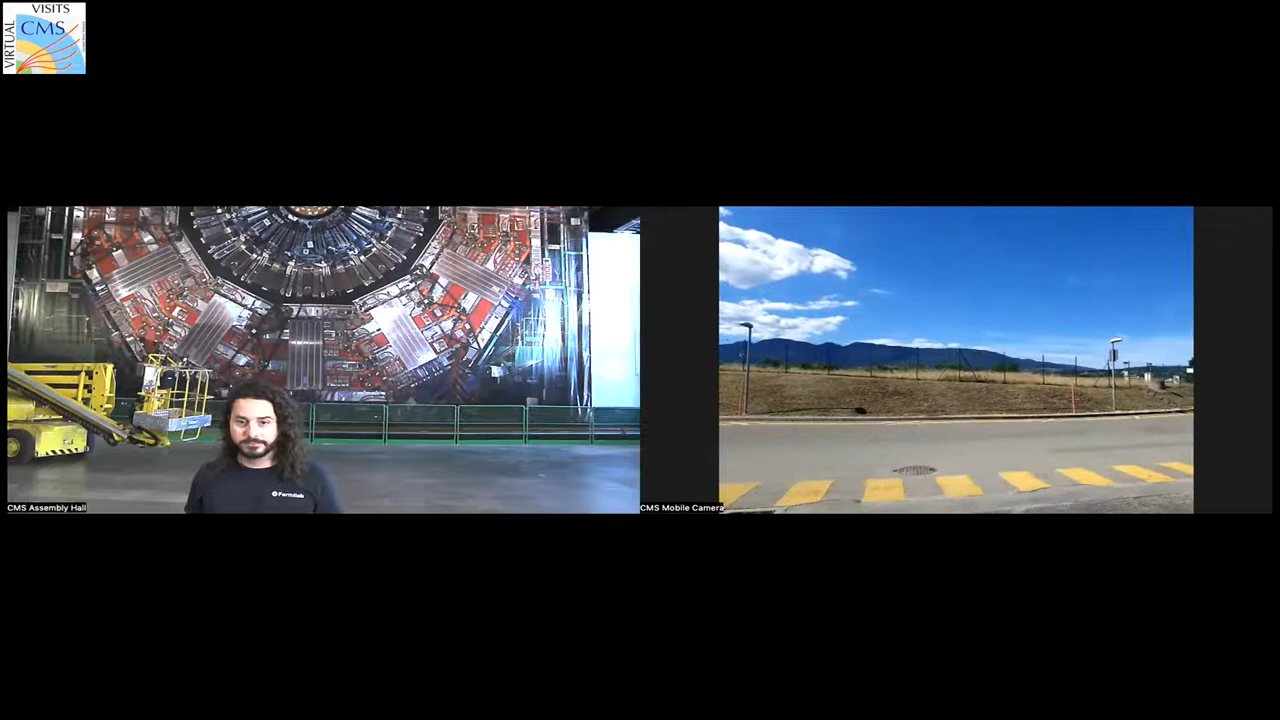 VISITS
VIRTUAL
CMS
Fermilab
CMS Assembly Hall
CMS Mobile Camera